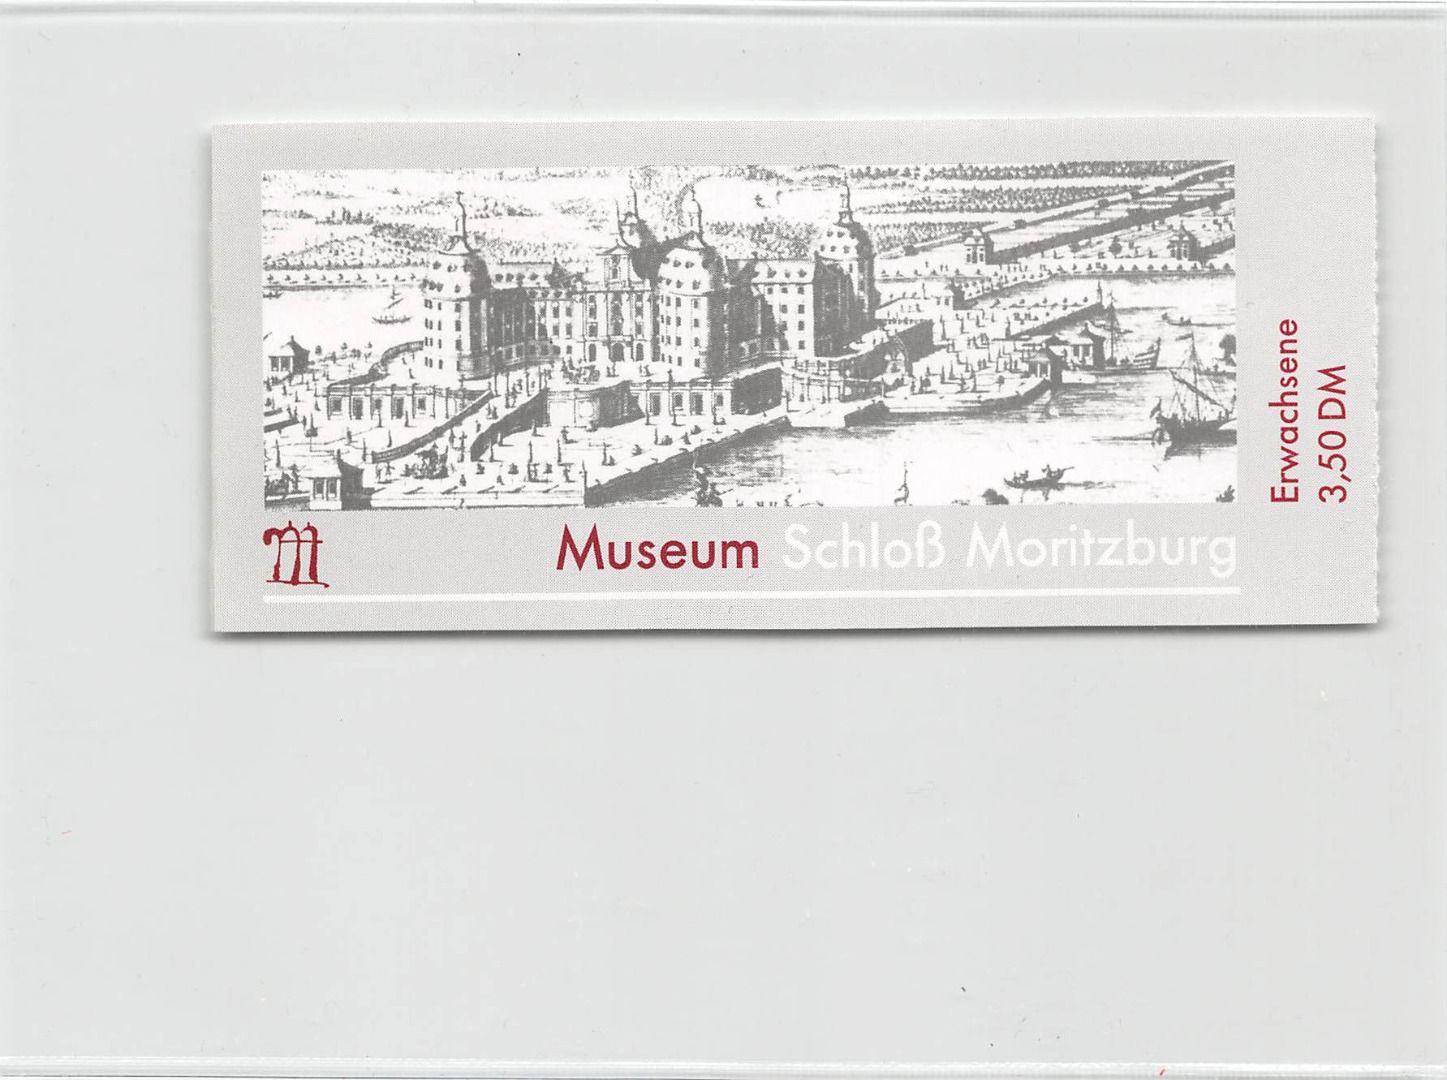 Museum Schloß Moritzburg
Erwachsene
3,50 DM